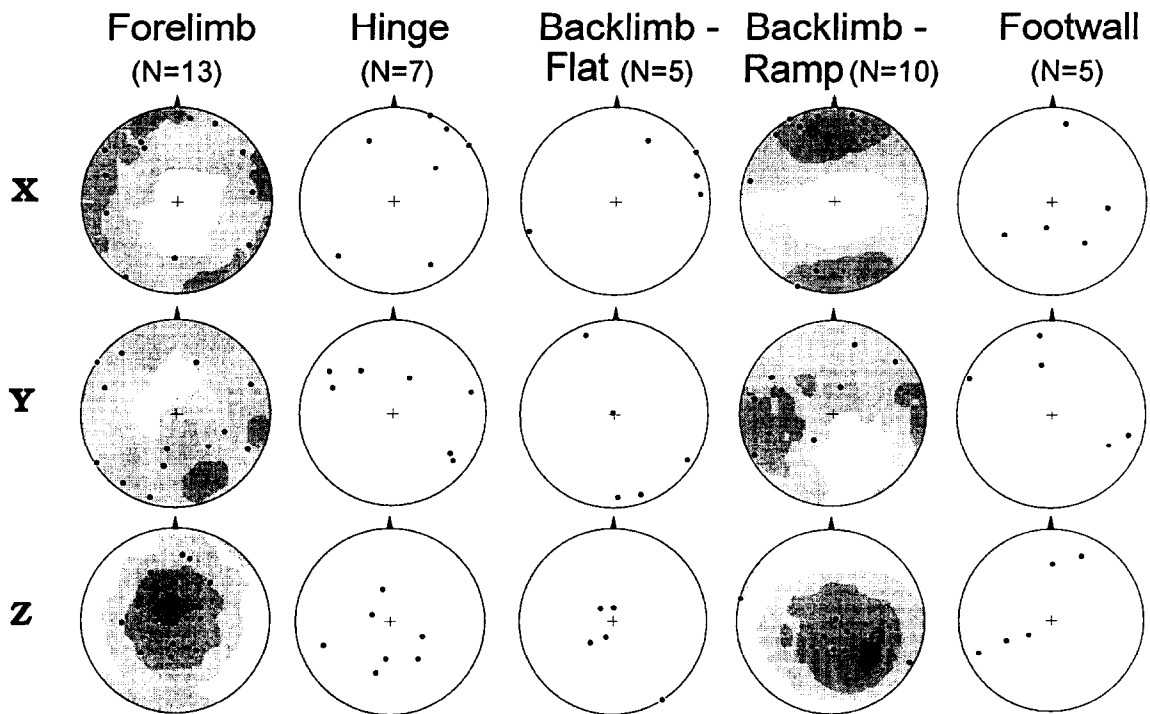 Forelimb Hinge Backlimb - Backlimb - Footwall
(N=13) (N=7) Flat (N=5) Ramp (N=10) (N=5)
X
Y
Z